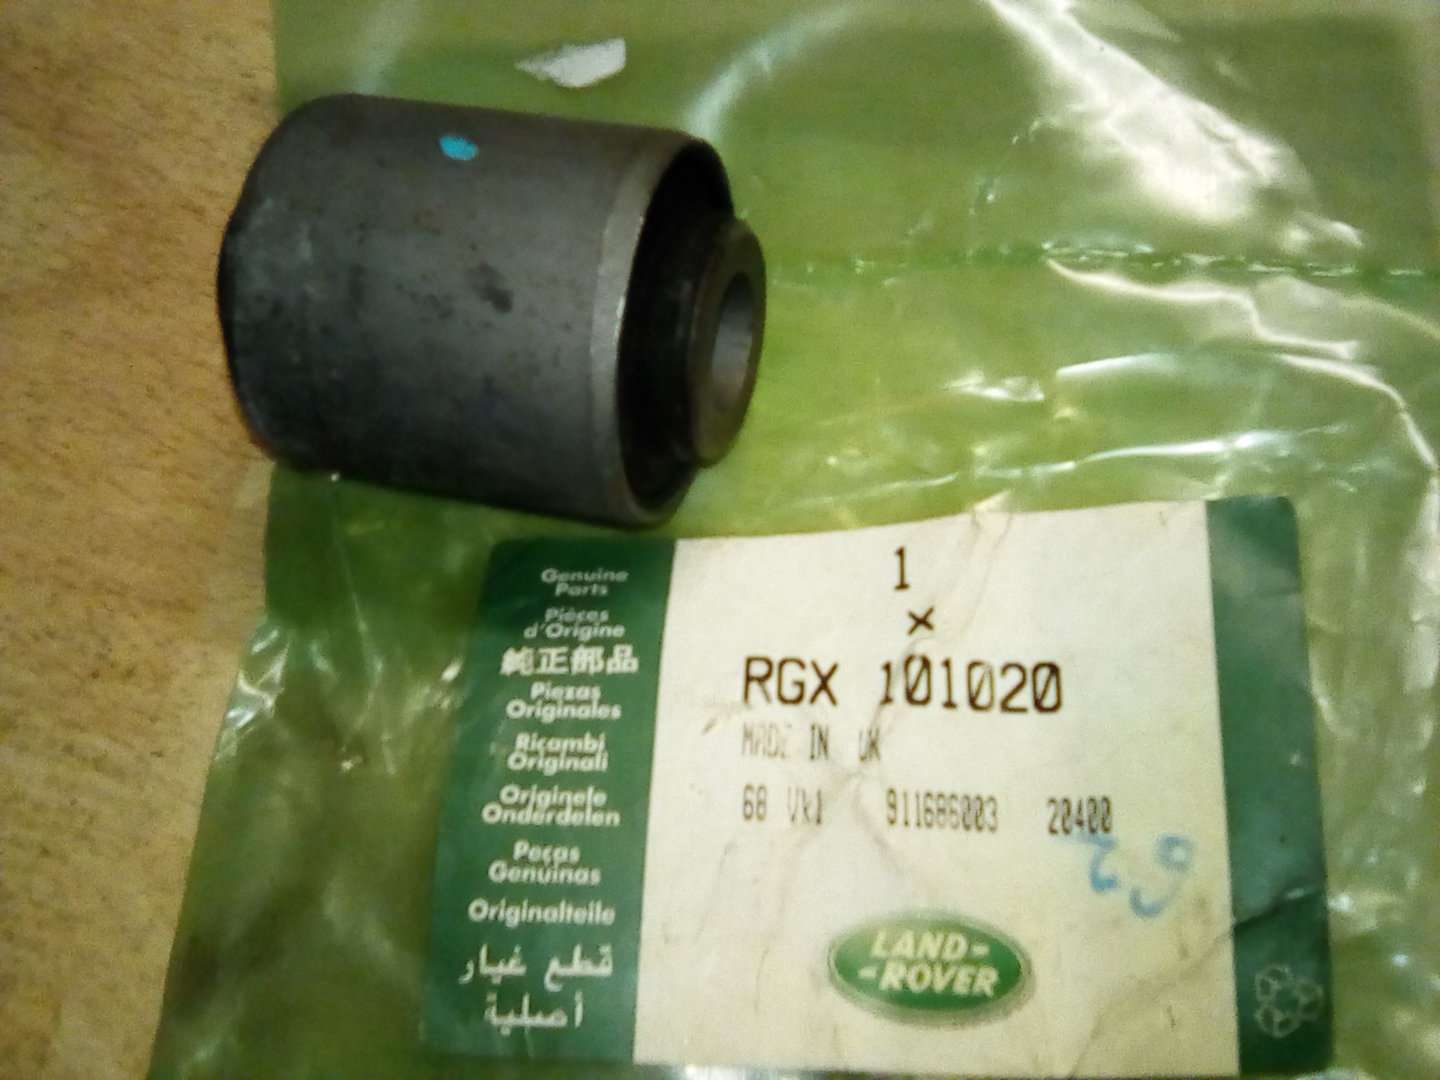 Genuine
Parts
Pièces
d'Origine
純正部品
Piezas
Originales
Ricambi
Originali
Originele
Onderdelen
Peças
Genuinas
Originalteile
قطع غيار
أصلية
1
x
RGX 101020
MADE IN UK
68 911686003 20400
LAND-
-ROVER